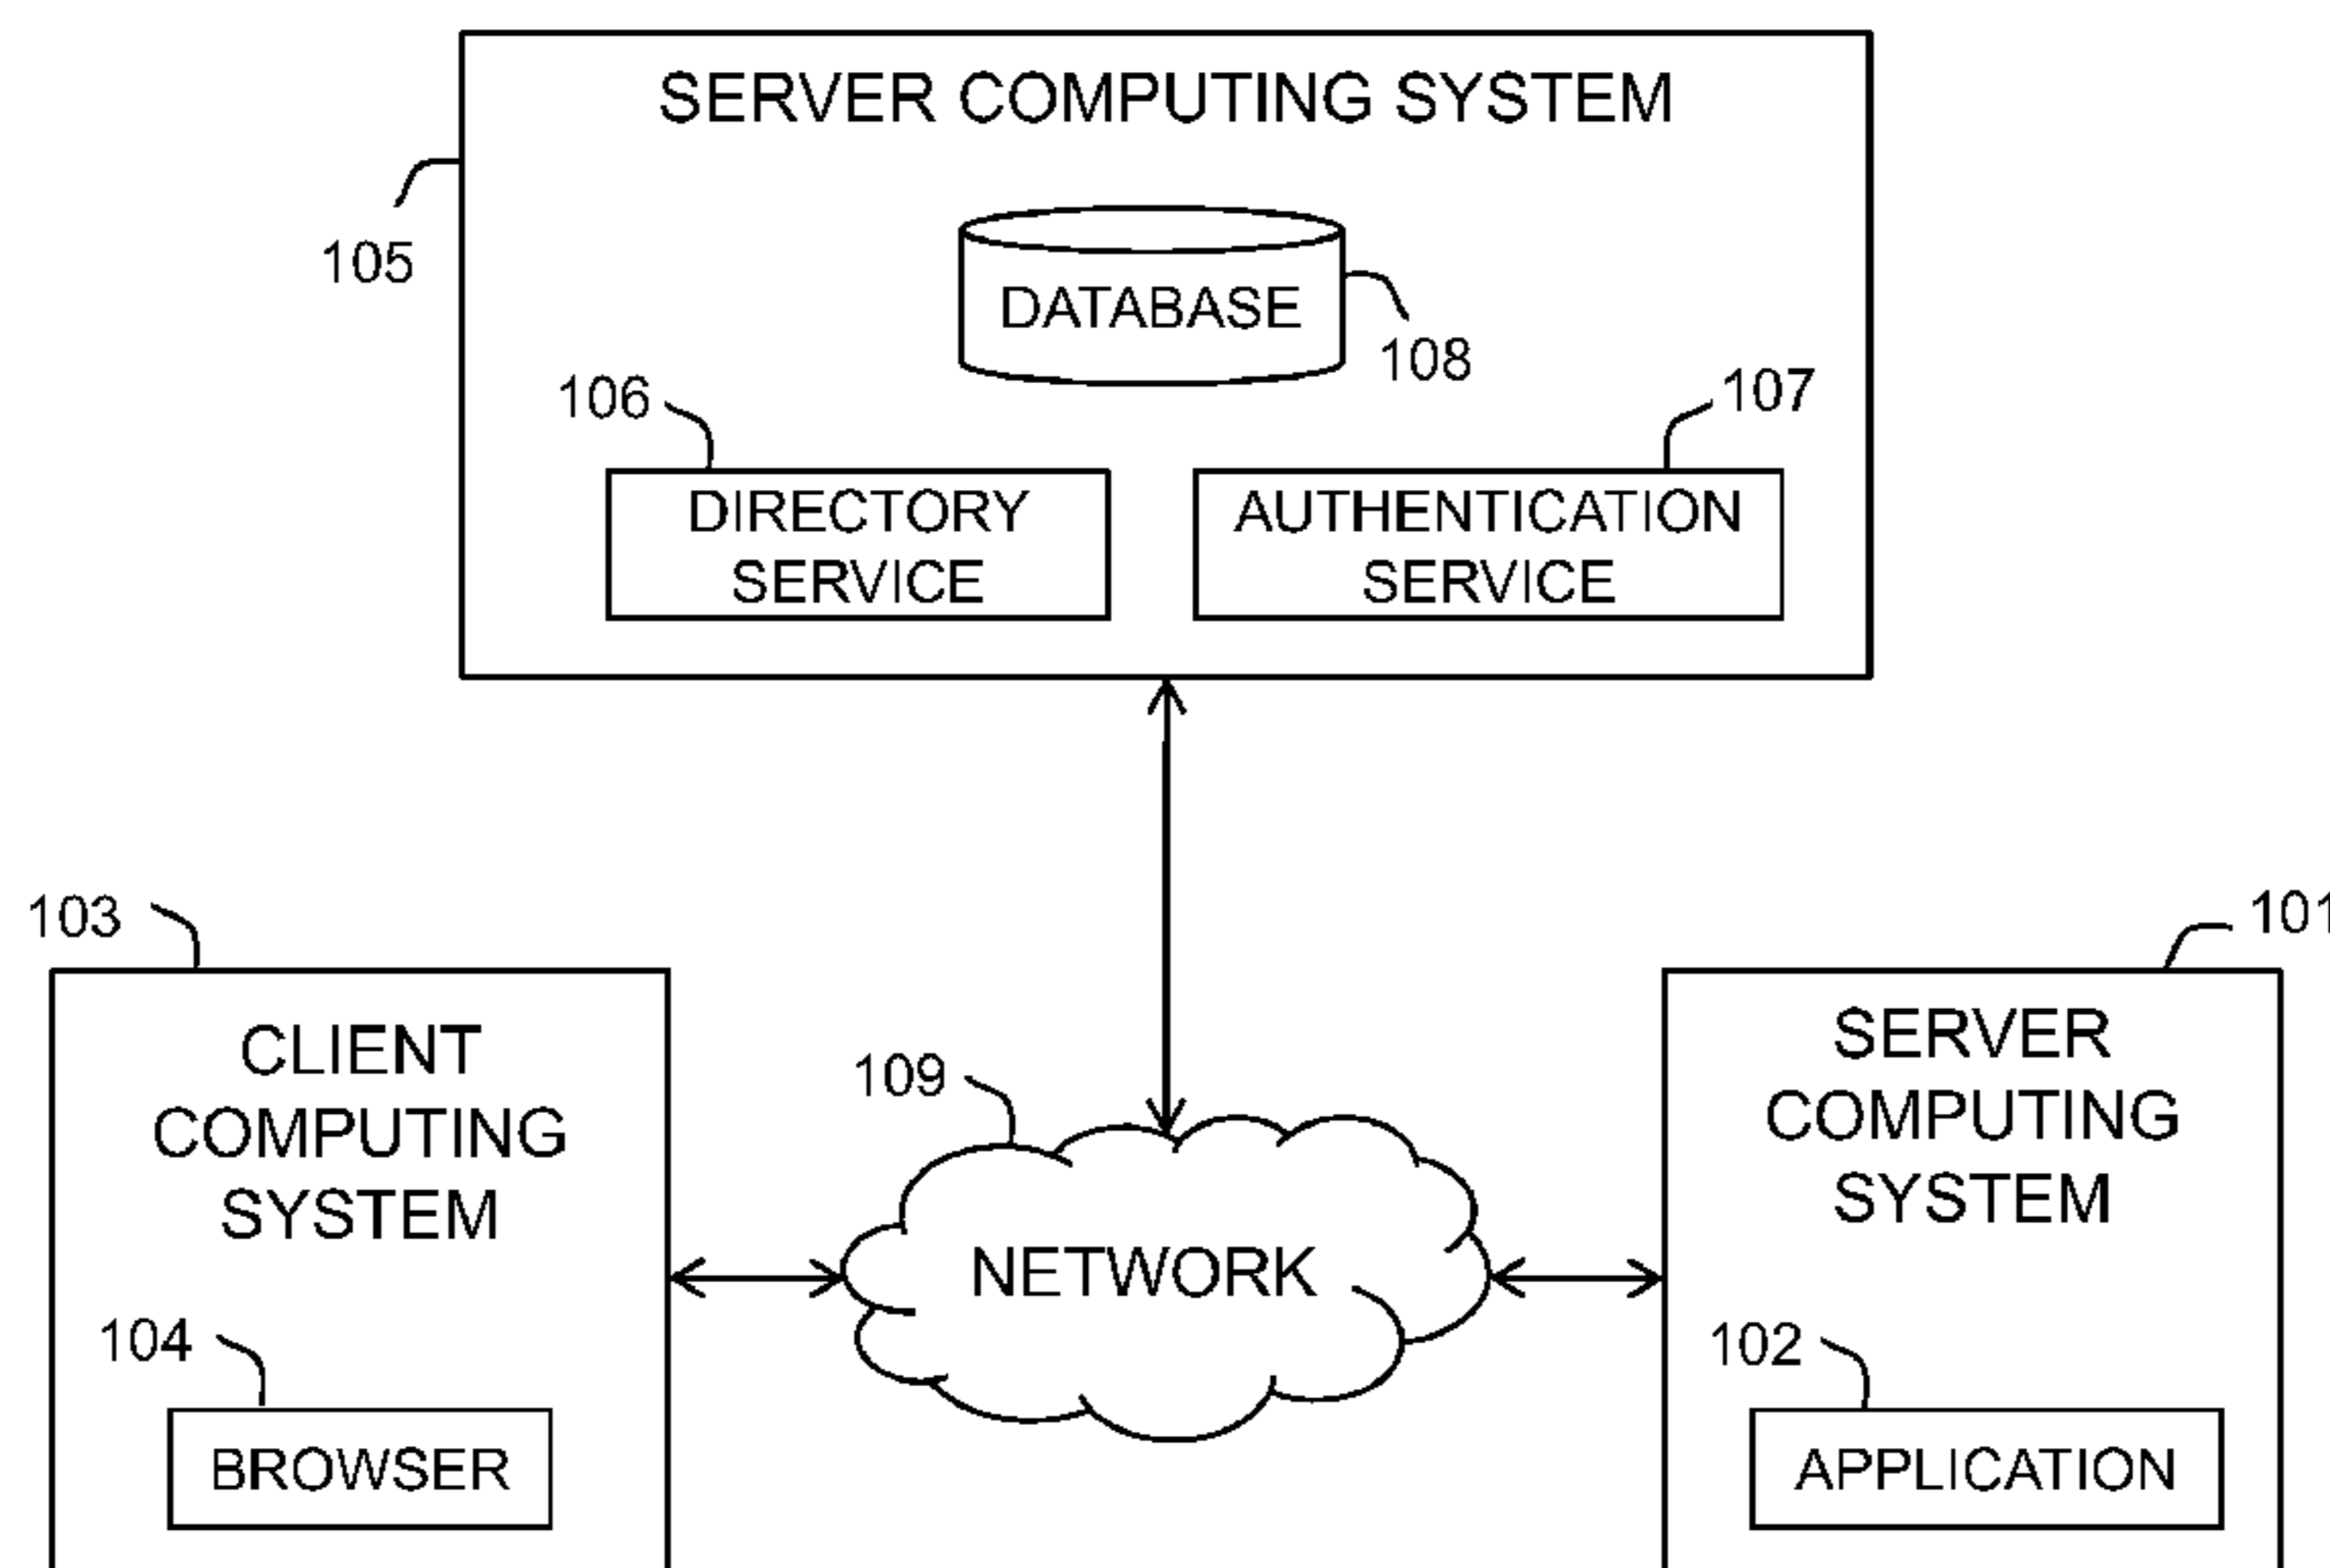 SERVER COMPUTING SYSTEM
105
DATABASE
108
106
107
DIRECTORY
SERVICE
AUTHENTICATION
SERVICE
103
101
CLIENT
COMPUTING
SYSTEM
SERVER
COMPUTING
SYSTEM
109
NETWORK
104
102
BROWSER
APPLICATION